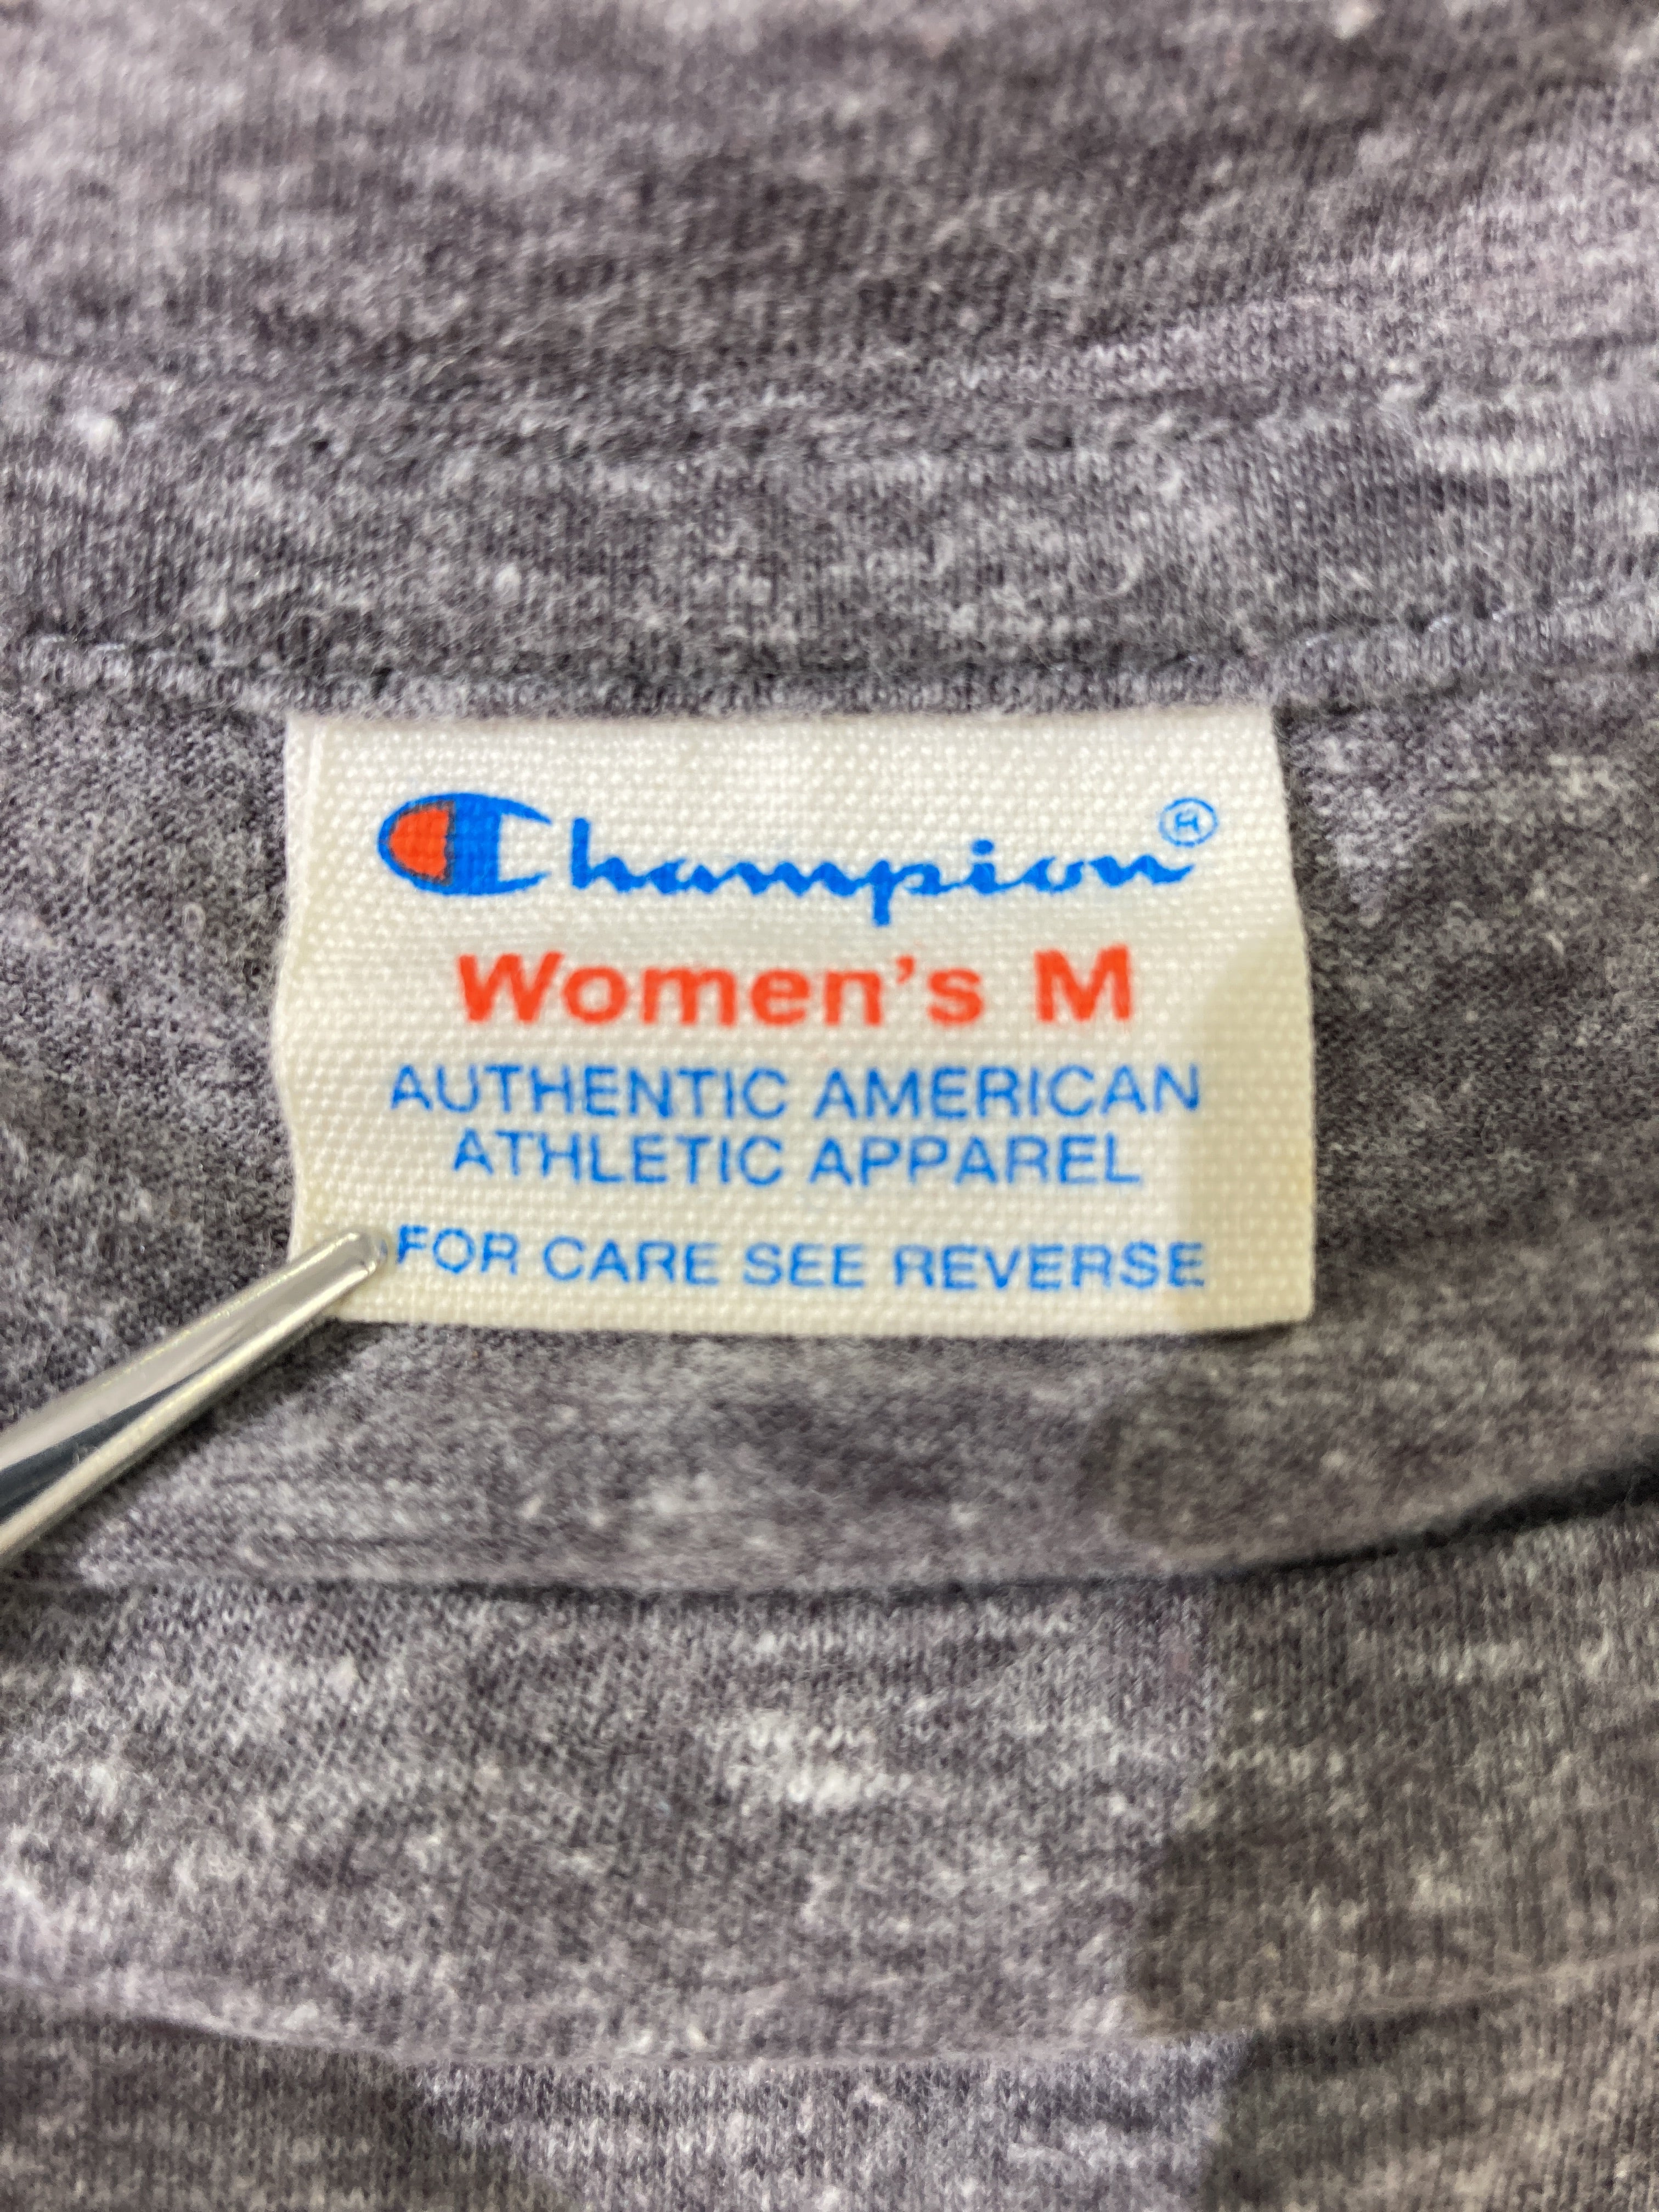 Champion®
Women's M
AUTHENTIC AMERICAN
ATHLETIC APPAREL
FOR CARE SEE REVERSE